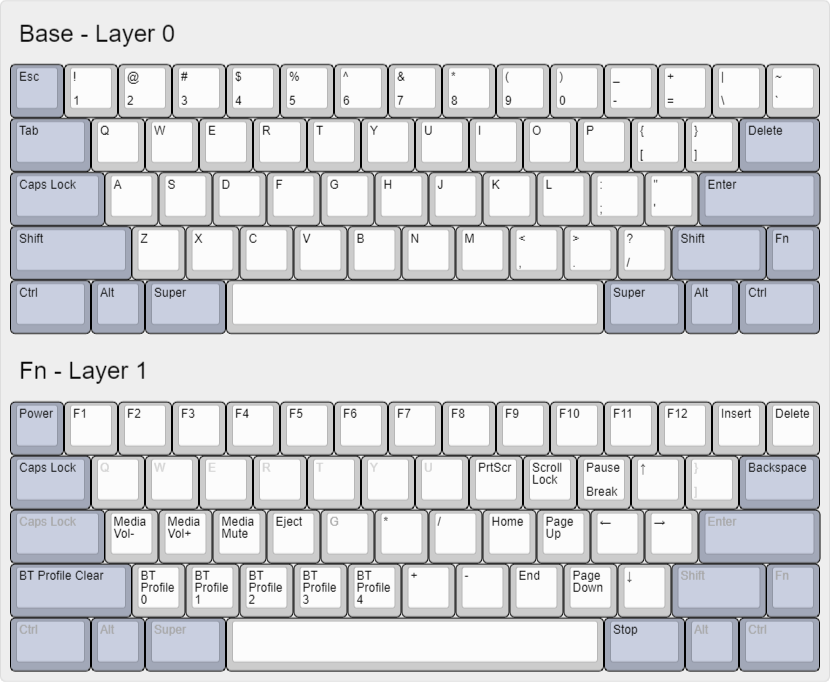 Base - Layer 0
Esc ! @ # $ % ^ & * ( ) _ + | ~
1 2 3 4 5 6 7 8 9 0 - = \ `
Tab Q W E R T Y U I O P { } Delete
[ ]
Caps Lock A S D F G H J K L : " Enter
; '
Shift Z X C V B N M < > ? Shift Fn
, . /
Ctrl Alt Super Super Alt Ctrl
Fn - Layer 1
Power F1 F2 F3 F4 F5 F6 F7 F8 F9 F10 F11 F12 Insert Delete
Caps Lock Q W E R T Y U PrtScr Scroll Pause ↑ } Backspace
Lock
Break ]
Caps Lock Media Media Media Eject G * / Home Page ← → Enter
Vol- Vol+ Mute Up
BT Profile Clear BT BT BT BT BT + - End Page ↓ Shift Fn
Profile Profile Profile Profile Profile Down
0 1 2 3 4
Ctrl Alt Super Stop Alt Ctrl